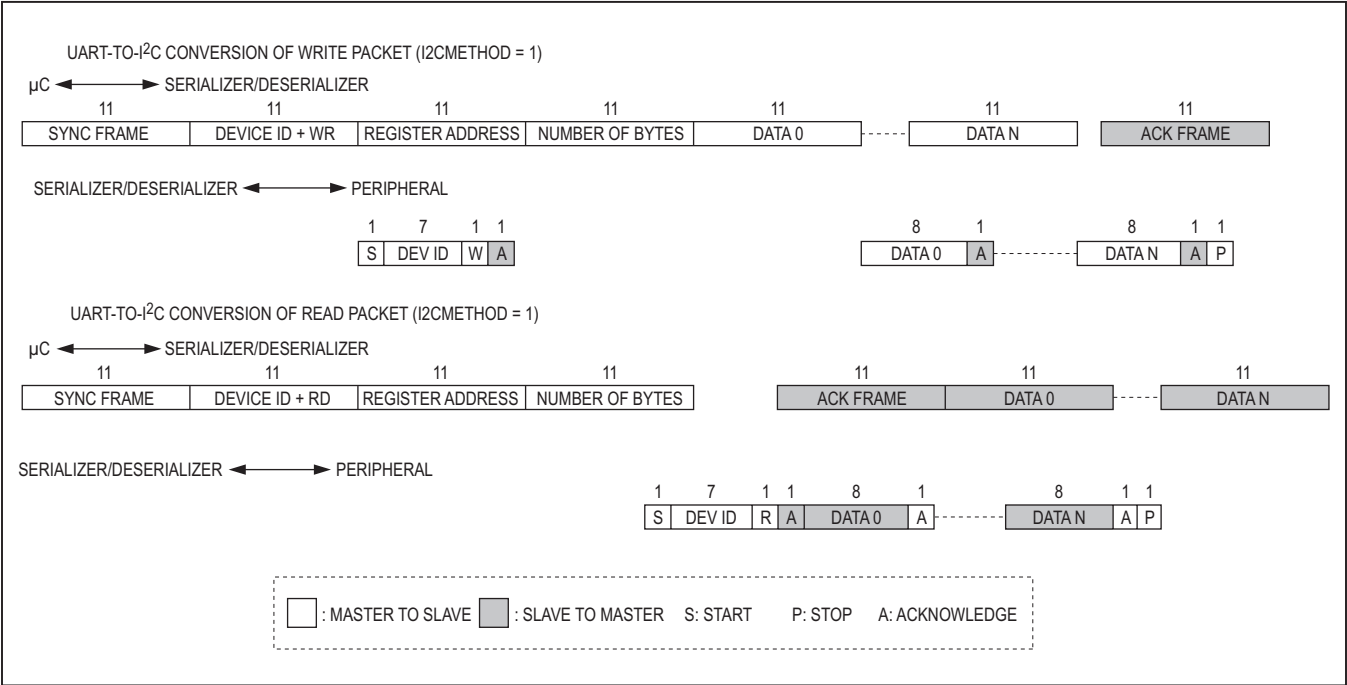 UART-TO-I2C CONVERSION OF WRITE PACKET (I2CMETHOD = 1)
µC SERIALIZER/DESERIALIZER
11 11 11 11 11 11 11
SYNC FRAME DEVICE ID + WR REGISTER ADDRESS NUMBER OF BYTES DATA 0 DATA N ACK FRAME
SERIALIZER/DESERIALIZER PERIPHERAL
1 7 1 1 8 1 8 1 1
S DEV ID W A DATA 0 A DATA N A P
UART-TO-I2C CONVERSION OF READ PACKET (I2CMETHOD = 1)
µC SERIALIZER/DESERIALIZER
11 11 11 11 11 11 11
SYNC FRAME DEVICE ID + RD REGISTER ADDRESS NUMBER OF BYTES ACK FRAME DATA 0 DATA N
SERIALIZER/DESERIALIZER PERIPHERAL
1 7 1 1 8 1 8 1 1
S DEV ID R A DATA 0 A DATA N A P
: MASTER TO SLAVE : SLAVE TO MASTER S: START P: STOP A: ACKNOWLEDGE